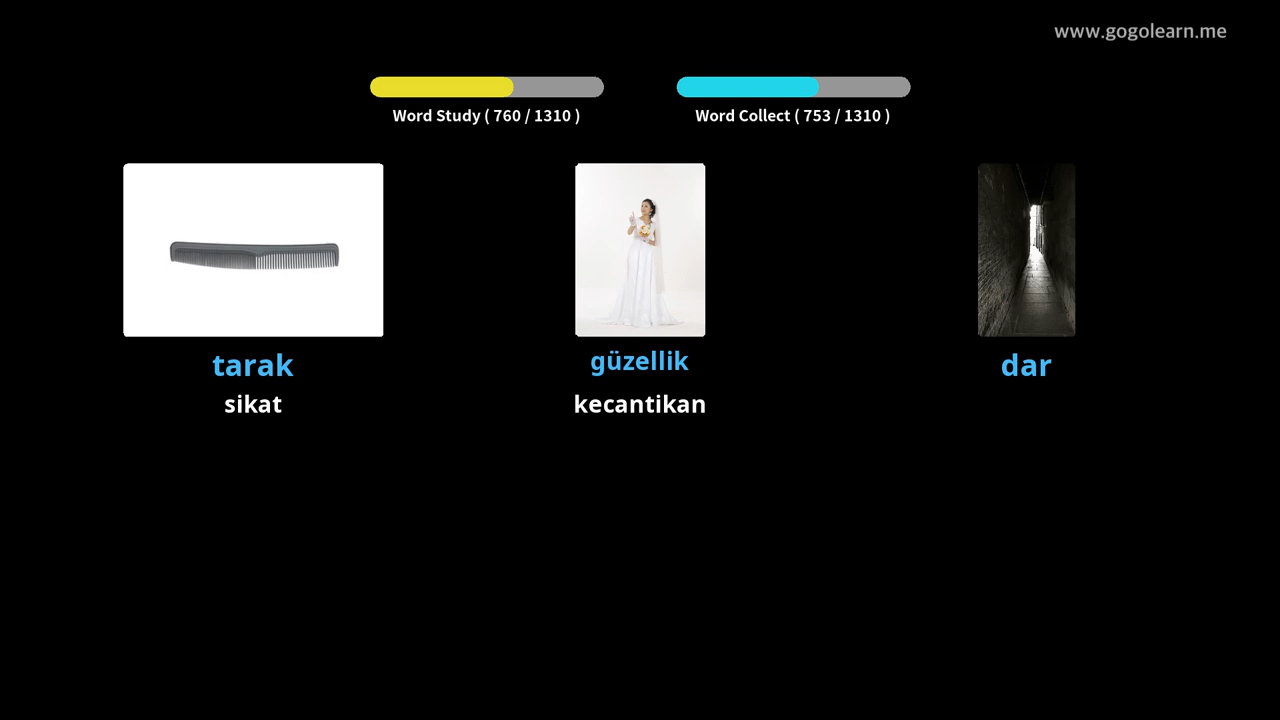 www.gogolearn.me
Word Study ( 760 / 1310 )
Word Collect ( 753 / 1310 )
tarak
güzellik
dar
sikat
kecantikan